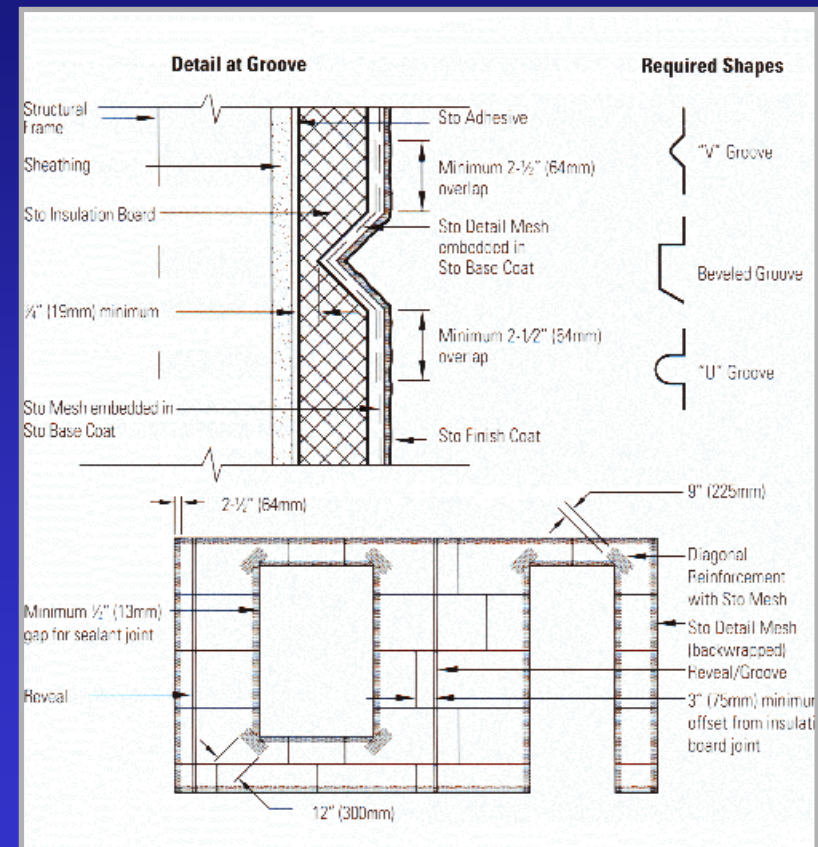 Detail at Groove
Required Shapes
Structural
Frame
Sheathing
Sto Insulation Board
¾" (19mm) minimum
Sto Mesh embedded in
Sto Base Coat
Sto Adhesive
Minimum 2-½" (64mm)
overlap
Sto Detail Mesh
embedded in
Sto Base Coat
Minimum 2-1/2" (64mm)
overlap
Sto Finish Coat
"V" Groove
Beveled Groove
"U" Groove
2-½" (64mm)
9" (225mm)
Minimum ½" (13mm)
gap for sealant joint
Reveal
Diagonal
Reinforcement
with Sto Mesh
Sto Detail Mesh
(backwrapped)
Reveal/Groove
3" (75mm) minimum
offset from insulati
board joint
12" (300mm)